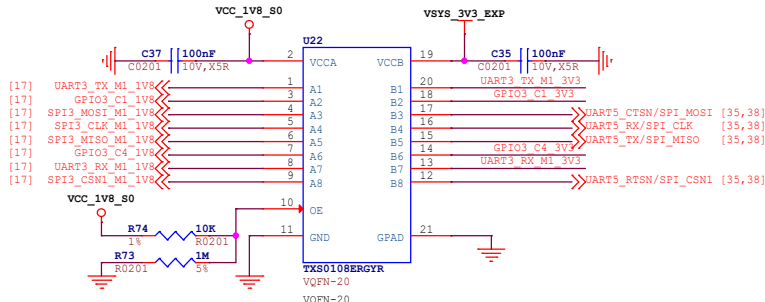 VCC_1V8_S0
VSYS_3V3_EXP
U22
C37 100nF
C0201 10V,X5R
2 VCCA
VCCB 19
C35 100nF
C0201 10V,X5R
[17] UART3_TX_M1_1V8 1 A1
B1 20 UART3_TX_M1_3V3
[17] GPIO3_C1_1V8 3 A2
B2 18 GPIO3_C1_3V3
[17] SPI3_MOSI_M1_1V8 4 A3
B3 17 UART5_CTSN/SPI_MOSI [35,38]
[17] SPI3_CLK_M1_1V8 5 A4
B4 16 UART5_RX/SPI_CLK [35,38]
[17] SPI3_MISO_M1_1V8 6 A5
B5 15 UART5_TX/SPI_MISO [35,38]
[17] GPIO3_C4_1V8 7 A6
B6 14 GPIO3_C4_3V3
[17] UART3_RX_M1_1V8 8 A7
B7 13 UART3_RX_M1_3V3
[17] SPI3_CSN1_M1_1V8 9 A8
B8 12 UART5_RTSN/SPI_CSN1 [35,38]
VCC_1V8_S0
10 OE
R74 10K
1% R0201
11 GND
GPAD 21
R73 1M
R0201 5%
TXS0108ERGYR
VQFN-20
VQFN-20